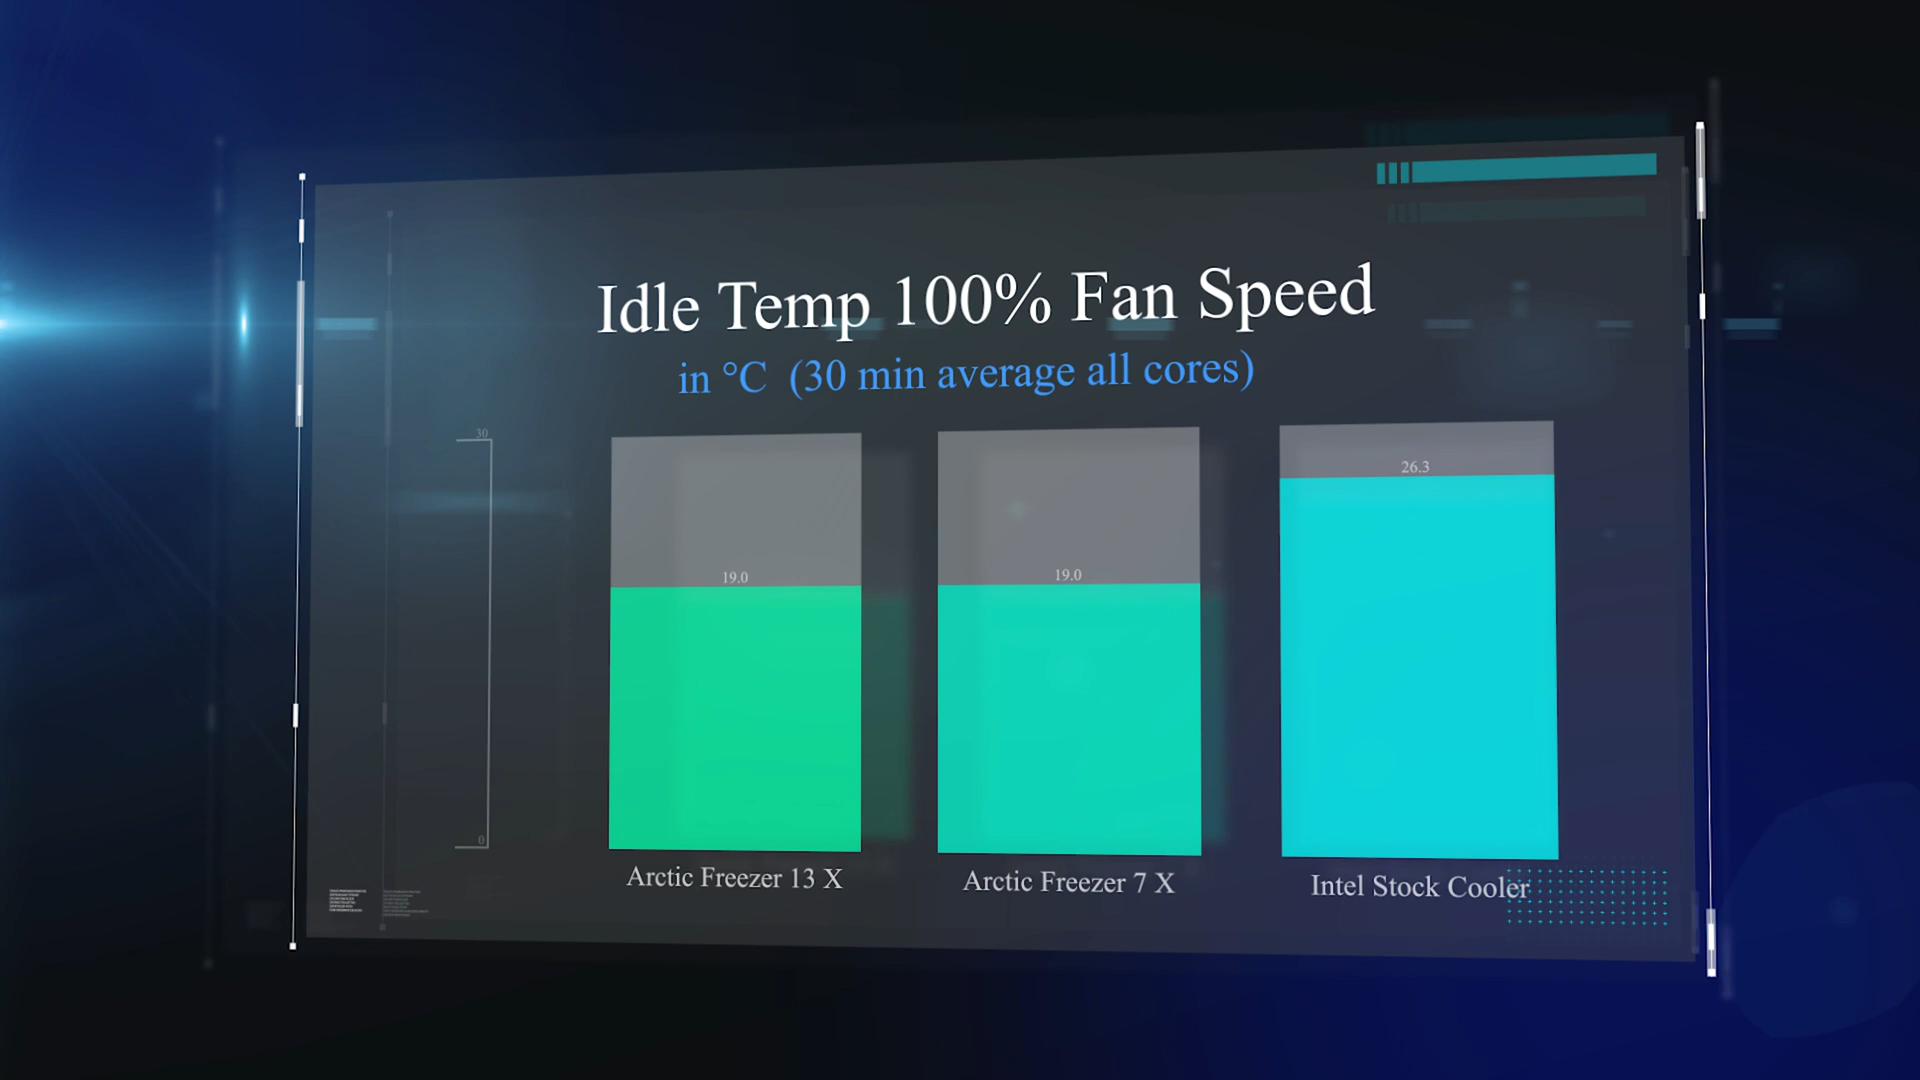 Idle Temp 100% Fan Speed
in °C (30 min average all cores)
30
26.3
19.0
19.0
0
Arctic Freezer 13 X
Arctic Freezer 7 X
Intel Stock Cooler